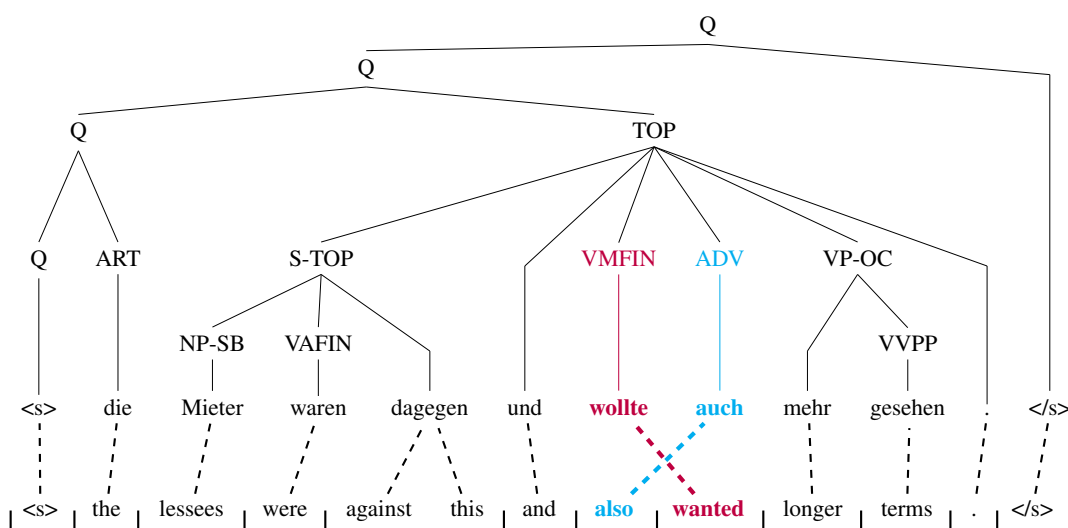 Q
Q
Q TOP
Q ART S-TOP VMFIN ADV VP-OC
NP-SB VAFIN VVPP
<s> die Mieter waren dagegen und wollte auch mehr gesehen . </s>
| <s> | the | lessees | were | against this | and | also | wanted | longer | terms | . | </s> |